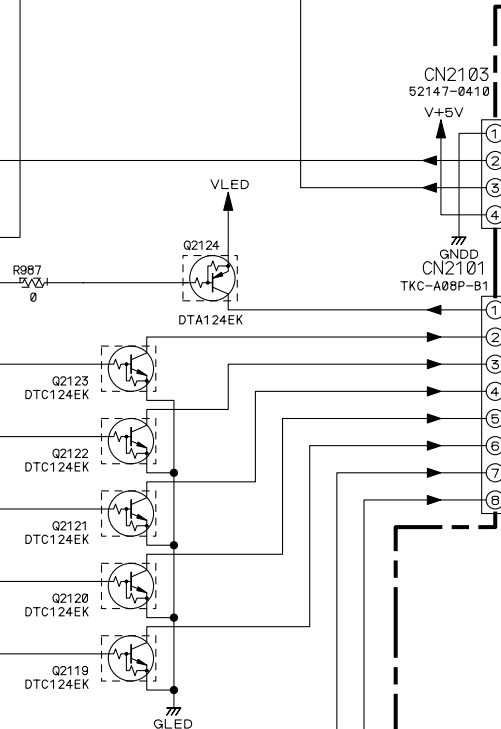 CN2103
52147-0410
V+5V
1
2
3
4
GNDD
VLED
Q2124
DTA124EK
R987
0
CN2101
TKC-A08P-B1
1
2
3
4
5
6
7
8
Q2123
DTC124EK
Q2122
DTC124EK
Q2121
DTC124EK
Q2120
DTC124EK
Q2119
DTC124EK
GLED